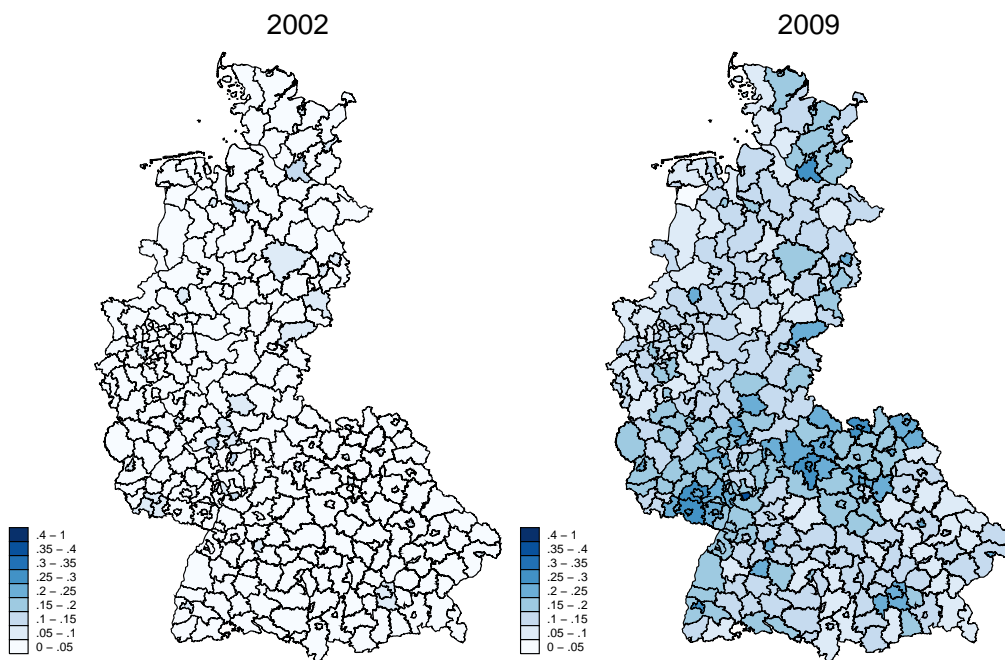 2002
.4 – 1
.35 – .4
.3 – .35
.25 – .3
.2 – .25
.15 – .2
.1 – .15
.05 – .1
0 – .05
2009
.4 – 1
.35 – .4
.3 – .35
.25 – .3
.2 – .25
.15 – .2
.1 – .15
.05 – .1
0 – .05